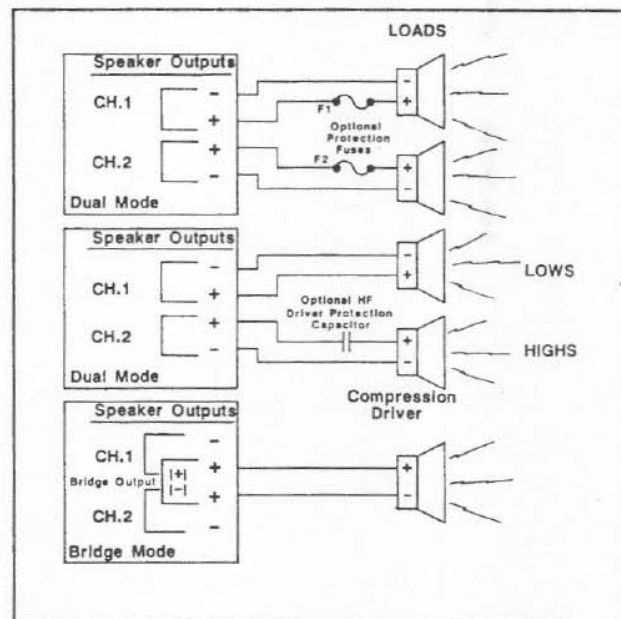 LOADS
Speaker Outputs
CH.1
-
+
CH.2
+
-
Dual Mode
-
+
F1
Optional
Protection
Fuses
F2
+
-
Speaker Outputs
CH.1
-
+
CH.2
+
-
Dual Mode
-
+
LOWS
Optional HF
Driver Protection
Capacitor
+
-
HIGHS
Compression
Driver
Speaker Outputs
CH.1
-
+
Bridge Output
[+]
[-]
+
-
CH.2
Bridge Mode
+
-